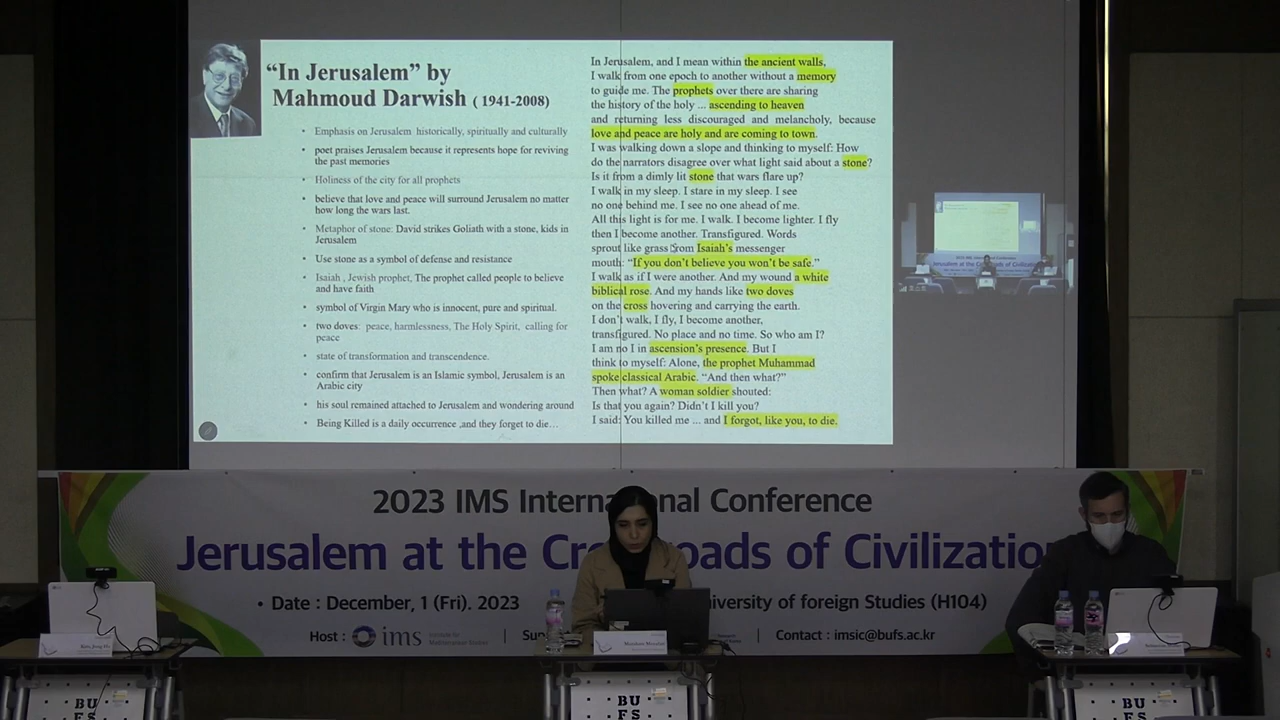 “In Jerusalem” by
Mahmoud Darwish ( 1941-2008)
• Emphasis on Jerusalem historically, spiritually and culturally
• poet praises Jerusalem because it represents hope for reviving
the past memories
• Holiness of the city for all prophets
• believe that love and peace will surround Jerusalem no matter
how long the wars last.
• Metaphor of stone: David strikes Goliath with a stone, kids in
Jerusalem
• Use stone as a symbol of defense and resistance
• Isaiah , Jewish prophet, The prophet called people to believe
and have faith
• symbol of Virgin Mary who is innocent, pure and spiritual.
• two doves: peace, harmlessness, The Holy Spirit, calling for
peace
• state of transformation and transcendence.
• confirm that Jerusalem is an Islamic symbol, Jerusalem is an
Arabic city
• his soul remained attached to Jerusalem and wondering around
• Being Killed is a daily occurrence ,and they forget to die…
In Jerusalem, and I mean within the ancient walls,
I walk from one epoch to another without a memory
to guide me. The prophets over there are sharing
the history of the holy ... ascending to heaven
and returning less discouraged and melancholy, because
love and peace are holy and are coming to town.
I was walking down a slope and thinking to myself: How
do the narrators disagree over what light said about a stone?
Is it from a dimly lit stone that wars flare up?
I walk in my sleep. I stare in my sleep. I see
no one behind me. I see no one ahead of me.
All this light is for me. I walk. I become lighter. I fly
then I become another. Transfigured. Words
sprout like grass from Isaiah’s messenger
mouth: “If you don’t believe you won’t be safe.”
I walk as if I were another. And my wound a white
biblical rose. And my hands like two doves
on the cross hovering and carrying the earth.
I don’t walk, I fly, I become another,
transfigured. No place and no time. So who am I?
I am no I in ascension’s presence. But I
think to myself: Alone, the prophet Muhammad
spoke classical Arabic. “And then what?”
Then what? A woman soldier shouted:
Is that you again? Didn’t I kill you?
I said: You killed me ... and I forgot, like you, to die.
2023 IMS International Conference
Jerusalem at the Cro roads of Civilizatio
• Date : December, 1 (Fri). 2023
niversity of foreign Studies (H104)
Host : ims Institute for Mediterranean Studies | Su | Contact : imsic@bufs.ac.kr
BU
FS
BU
FS
BU
FS